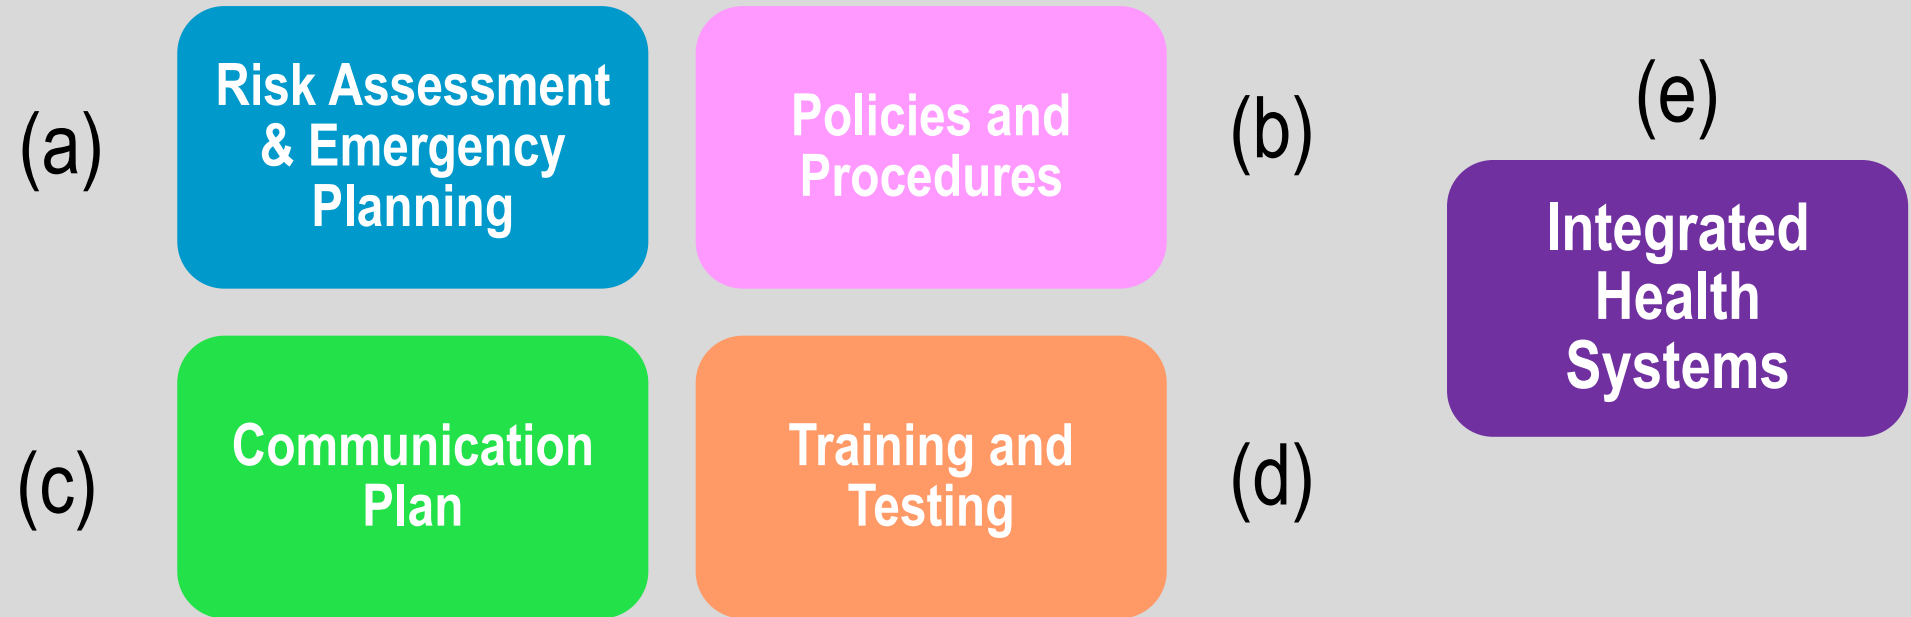 (a)
Risk Assessment
& Emergency
Planning
Policies and
Procedures
(b)
(e)
Integrated
Health
Systems
(c)
Communication
Plan
Training and
Testing
(d)